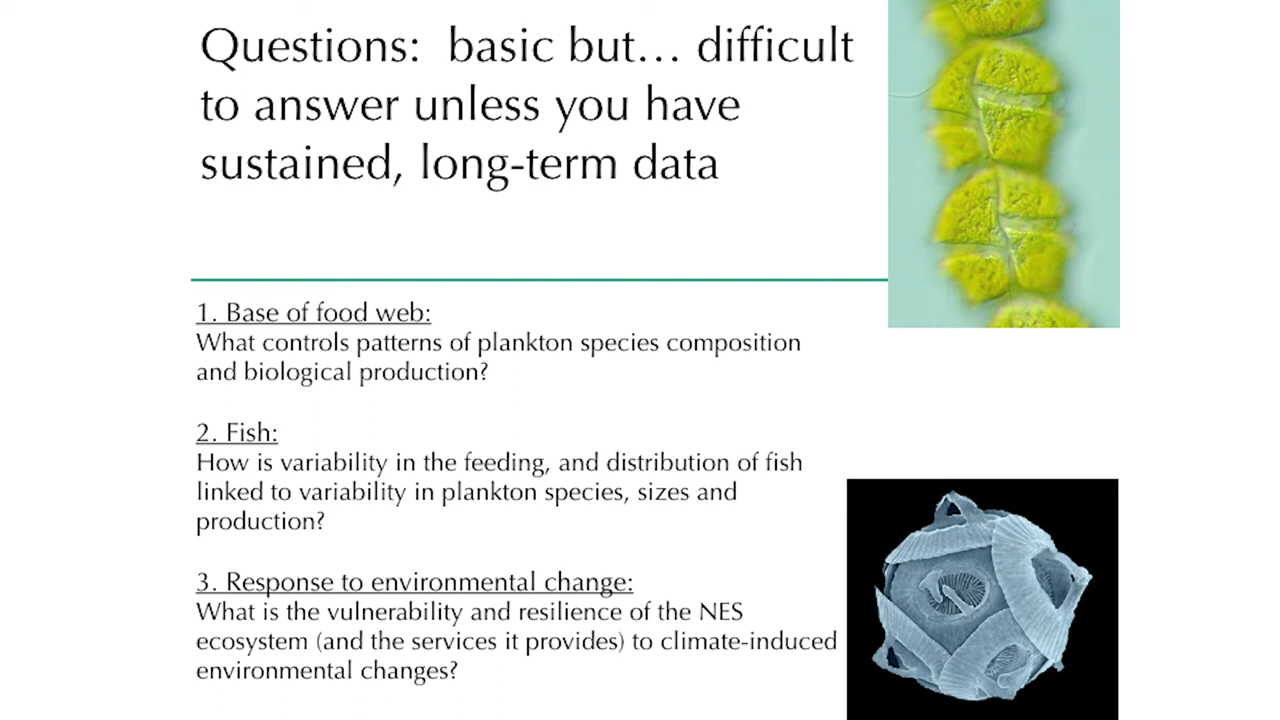 Questions:  basic but... difficult
to answer unless you have
sustained, long-term data
1. Base of food web:
What controls patterns of plankton species composition
and biological production?
2. Fish:
How is variability in the feeding, and distribution of fish
linked to variability in plankton species, sizes and
production?
3. Response to environmental change:
What is the vulnerability and resilience of the NES
ecosystem (and the services it provides) to climate-induced
environmental changes?